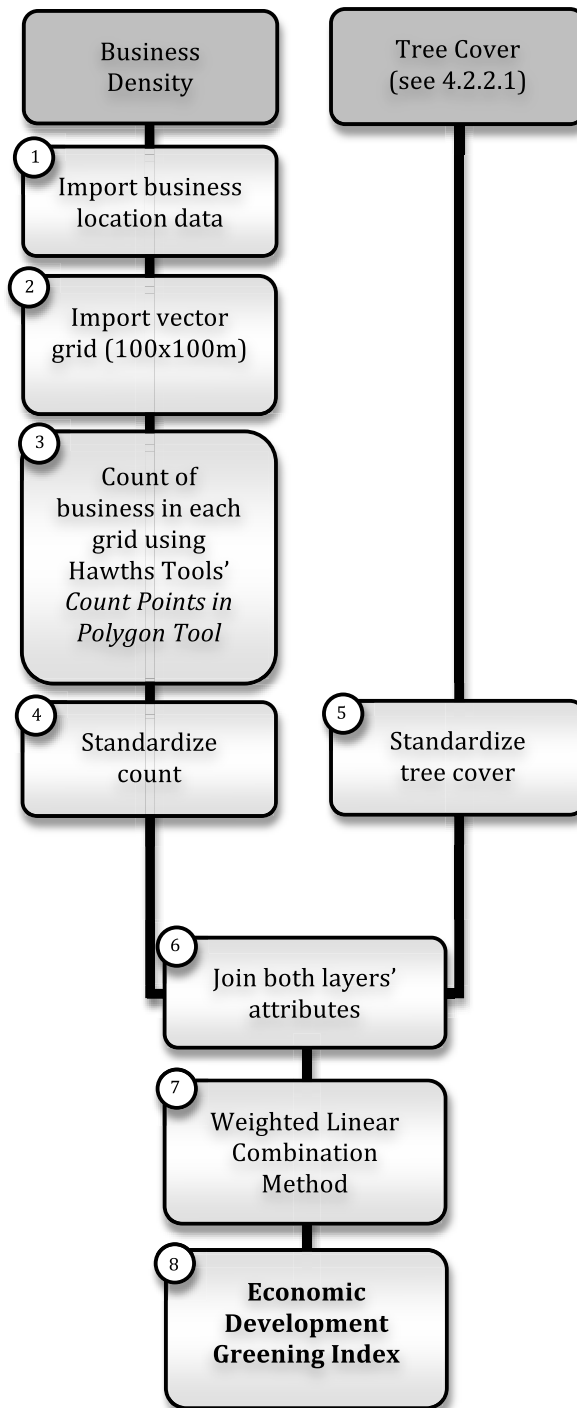 Business
Density
Tree Cover
(see 4.2.2.1)
1
Import business
location data
2
Import vector
grid (100x100m)
3
Count of
business in each
grid using
Hawths Tools’
Count Points in
Polygon Tool
4
Standardize
count
5
Standardize
tree cover
6
Join both layers’
attributes
7
Weighted Linear
Combination
Method
8
Economic
Development
Greening Index